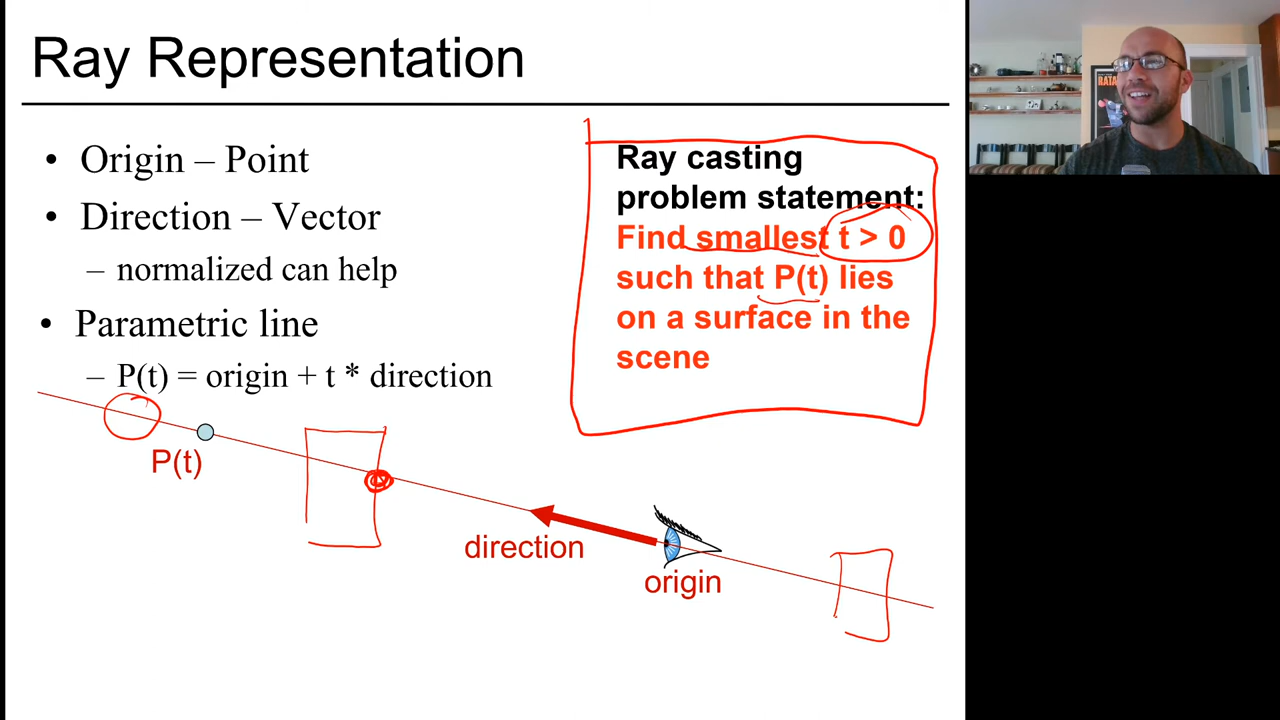 Ray Representation
• Origin – Point
• Direction – Vector
– normalized can help
• Parametric line
– P(t) = origin + t * direction
Ray casting
problem statement:
Find smallest t > 0
such that P(t) lies
on a surface in the
scene
P(t)
direction
origin
RATA